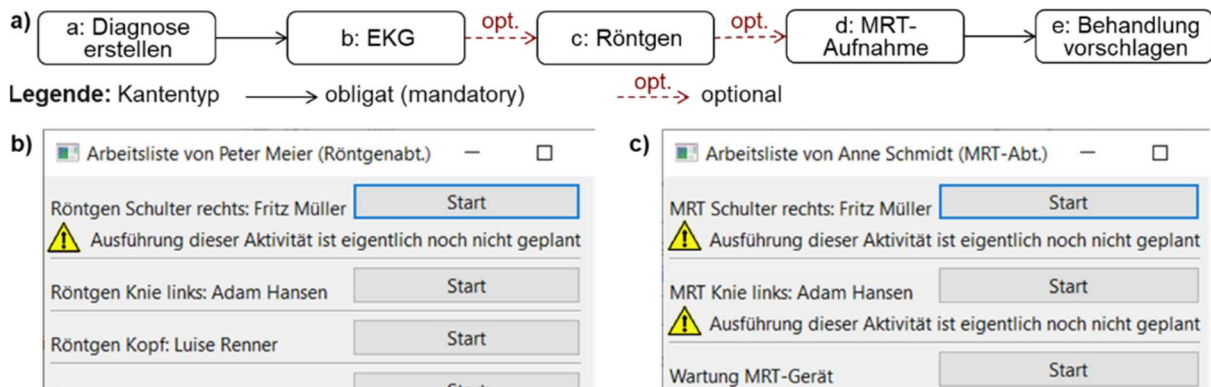 a)
a: Diagnose
erstellen
b: EKG
opt.
c: Röntgen
opt.
d: MRT-
Aufnahme
e: Behandlung
vorschlagen
Legende: Kantentyp
obligat (mandatory)
opt.
optional
b)
Arbeitsliste von Peter Meier (Röntgenabt.)
Röntgen Schulter rechts: Fritz Müller
Start
Ausführung dieser Aktivität ist eigentlich noch nicht geplant
Röntgen Knie links: Adam Hansen
Start
Röntgen Kopf: Luise Renner
Start
c)
Arbeitsliste von Anne Schmidt (MRT-Abt.)
MRT Schulter rechts: Fritz Müller
Start
Ausführung dieser Aktivität ist eigentlich noch nicht geplant
MRT Knie links: Adam Hansen
Start
Ausführung dieser Aktivität ist eigentlich noch nicht geplant
Wartung MRT-Gerät
Start